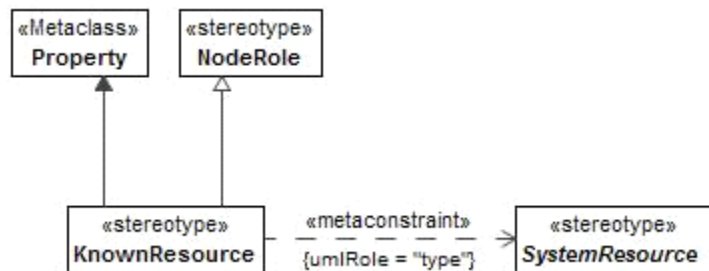 «Metaclass»
Property
«stereotype»
NodeRole
«stereotype»
KnownResource
«metaconstraint»
{umlRole = "type"}
«stereotype»
SystemResource